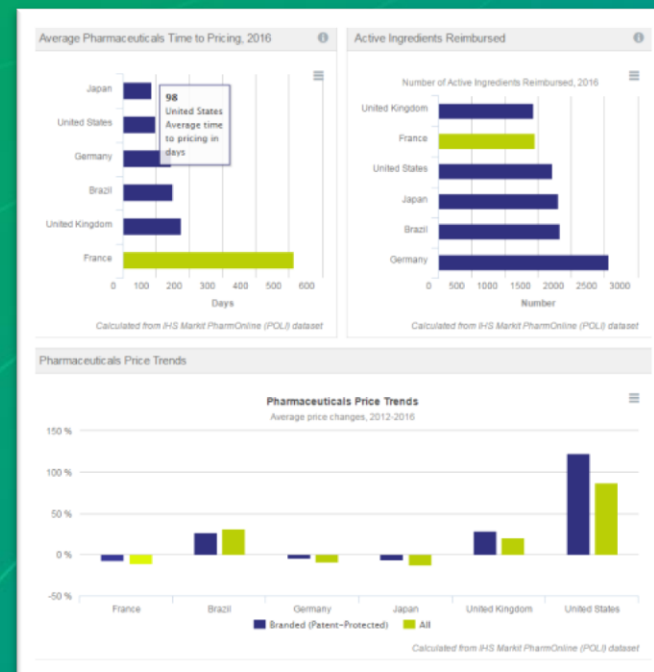 Average Pharmaceuticals Time to Pricing, 2016
Japan
United States
Germany
Brazil
United Kingdom
France
98
United States
Average time
to pricing in
days
0 100 200 300 400 500 600
Days
Calculated from IHS Markit PharmOnline (POLI) dataset
Active Ingredients Reimbursed
Number of Active Ingredients Reimbursed, 2016
United Kingdom
France
United States
Japan
Brazil
Germany
0 500 1000 1500 2000 2500 3000
Number
Calculated from IHS Markit PharmOnline (POLI) dataset
Pharmaceuticals Price Trends
Pharmaceuticals Price Trends
Average price changes, 2012-2016
150 %
100 %
50 %
0 %
-50 %
France Brazil Germany Japan United Kingdom United States
Branded (Patent-Protected) All
Calculated from IHS Markit PharmOnline (POLI) dataset